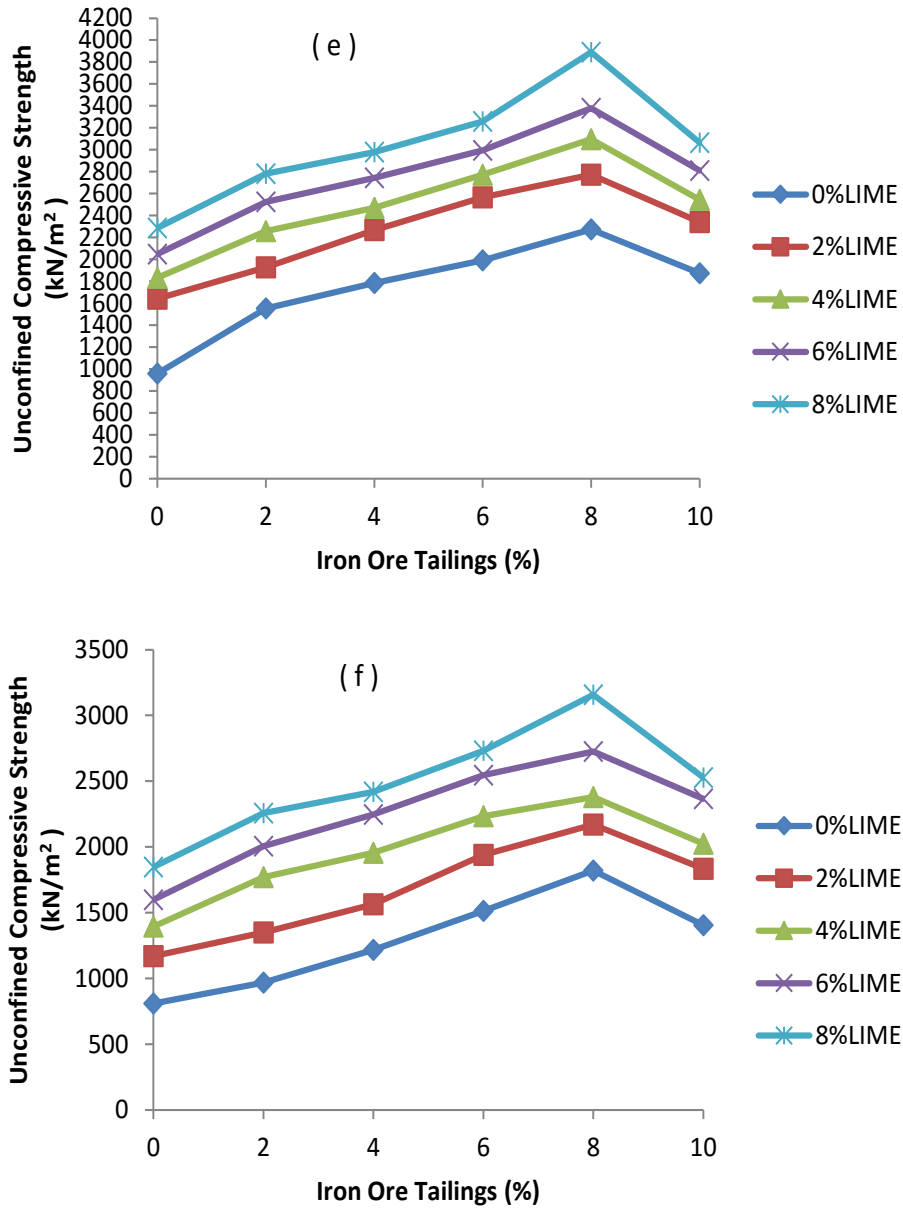 ( e )
Unconfined Compressive Strength
(kN/m²)
4200
4000
3800
3600
3400
3200
3000
2800
2600
2400
2200
2000
1800
1600
1400
1200
1000
800
600
400
200
0
0 2 4 6 8 10
Iron Ore Tailings (%)
0%LIME
2%LIME
4%LIME
6%LIME
8%LIME
( f )
Unconfined Compressive Strength
(kN/m² )
3500
3000
2500
2000
1500
1000
500
0
0 2 4 6 8 10
Iron Ore Tailings (%)
0%LIME
2%LIME
4%LIME
6%LIME
8%LIME